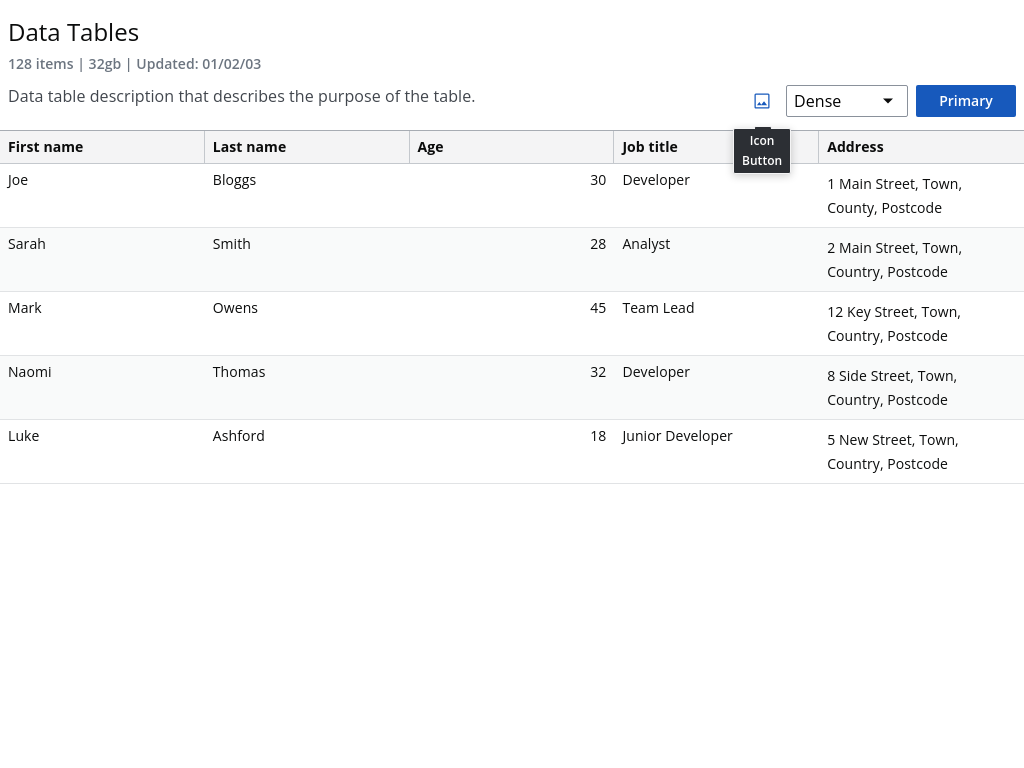 Data Tables
128 items | 32gb | Updated: 01/02/03
Data table description that describes the purpose of the table.
Dense
Primary
Icon
Button
First name Last name Age Job title Address
Joe Bloggs 30 Developer 1 Main Street, Town,
County, Postcode
Sarah Smith 28 Analyst 2 Main Street, Town,
Country, Postcode
Mark Owens 45 Team Lead 12 Key Street, Town,
Country, Postcode
Naomi Thomas 32 Developer 8 Side Street, Town,
Country, Postcode
Luke Ashford 18 Junior Developer 5 New Street, Town,
Country, Postcode